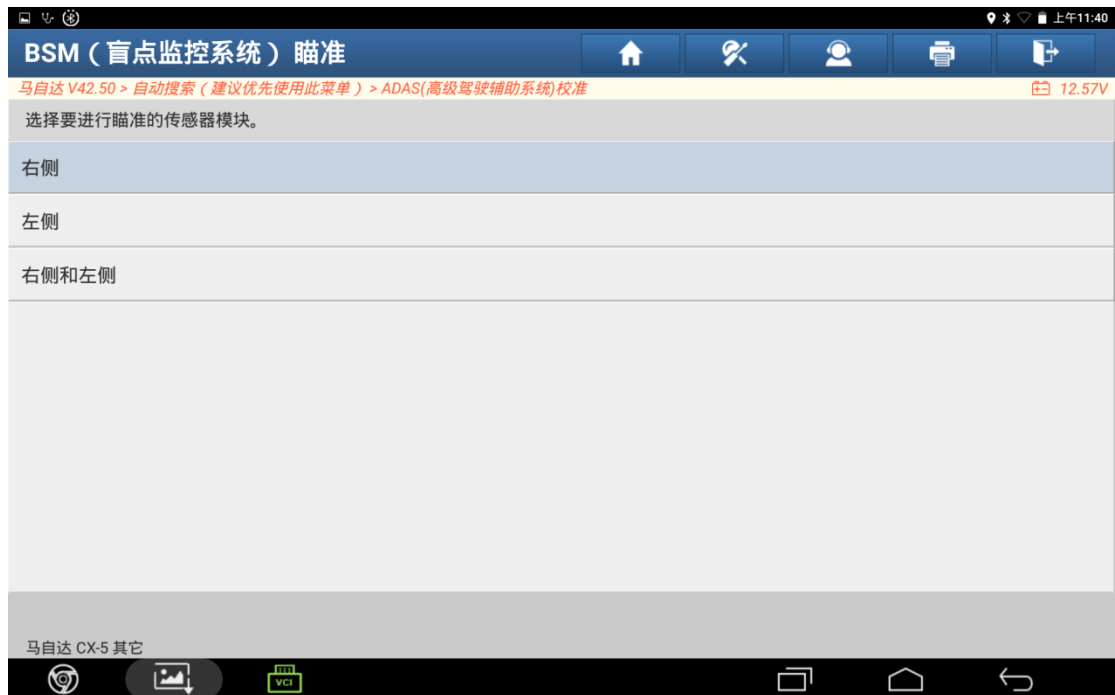 上午11:40
BSM（盲点监控系统）瞄准
马自达 V42.50 > 自动搜索（建议优先使用此菜单）> ADAS(高级驾驶辅助系统)校准
12.57V
选择要进行瞄准的传感器模块。
右侧
左侧
右侧和左侧
马自达 CX-5 其它
VCI